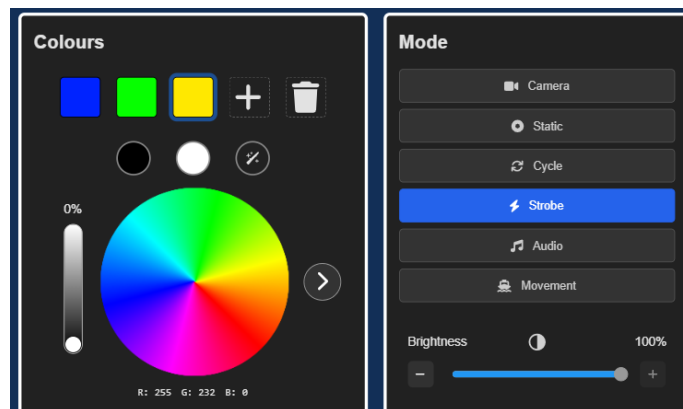 Colours
0%
R: 255 G: 232 B: 0
Mode
Camera
Static
Cycle
Strobe
Audio
Movement
Brightness 100%